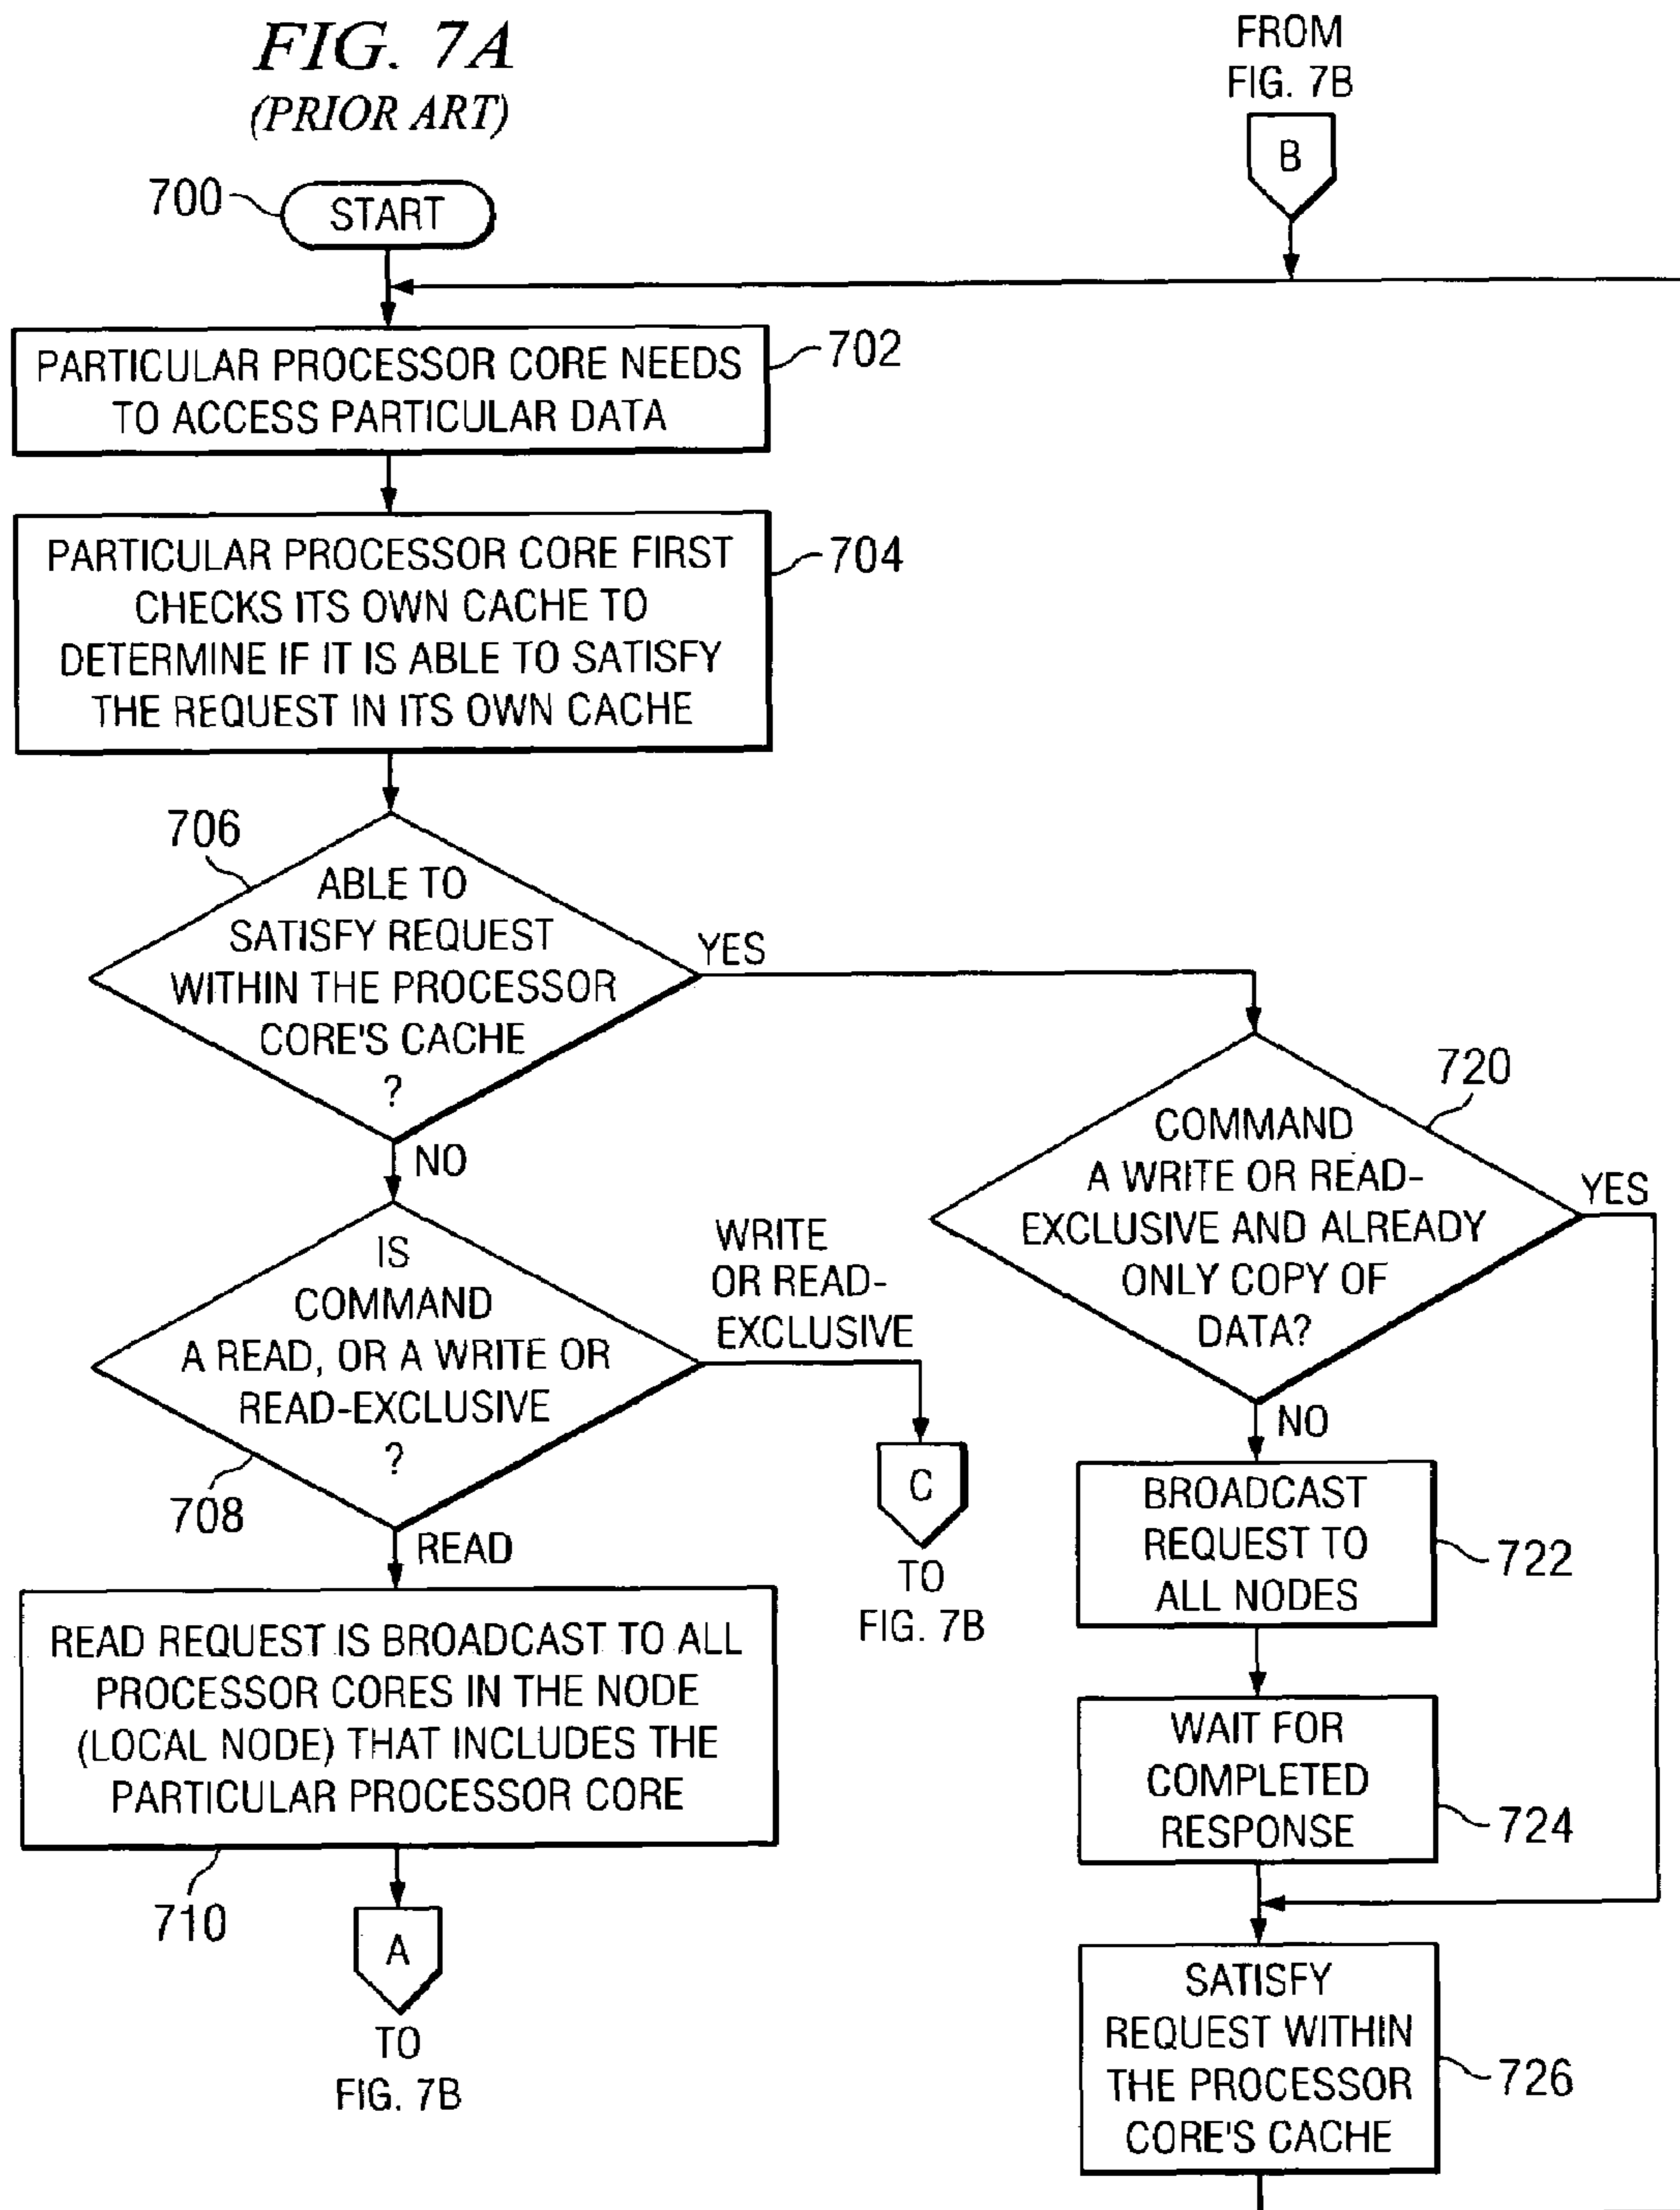 FIG. 7A
(PRIOR ART)
FROM
FIG. 7B
B
700
START
702
PARTICULAR PROCESSOR CORE NEEDS
TO ACCESS PARTICULAR DATA
704
PARTICULAR PROCESSOR CORE FIRST
CHECKS ITS OWN CACHE TO
DETERMINE IF IT IS ABLE TO SATISFY
THE REQUEST IN ITS OWN CACHE
706
ABLE TO
SATISFY REQUEST
WITHIN THE PROCESSOR
CORE'S CACHE
?
YES
NO
IS
COMMAND
A READ, OR A WRITE OR
READ-EXCLUSIVE
?
708
WRITE
OR READ-
EXCLUSIVE
C
TO
FIG. 7B
READ
READ REQUEST IS BROADCAST TO ALL
PROCESSOR CORES IN THE NODE
(LOCAL NODE) THAT INCLUDES THE
PARTICULAR PROCESSOR CORE
710
A
TO
FIG. 7B
720
COMMAND
A WRITE OR READ-
EXCLUSIVE AND ALREADY
ONLY COPY OF
DATA?
YES
NO
BROADCAST
REQUEST TO
ALL NODES
722
WAIT FOR
COMPLETED
RESPONSE
724
SATISFY
REQUEST WITHIN
THE PROCESSOR
CORE'S CACHE
726